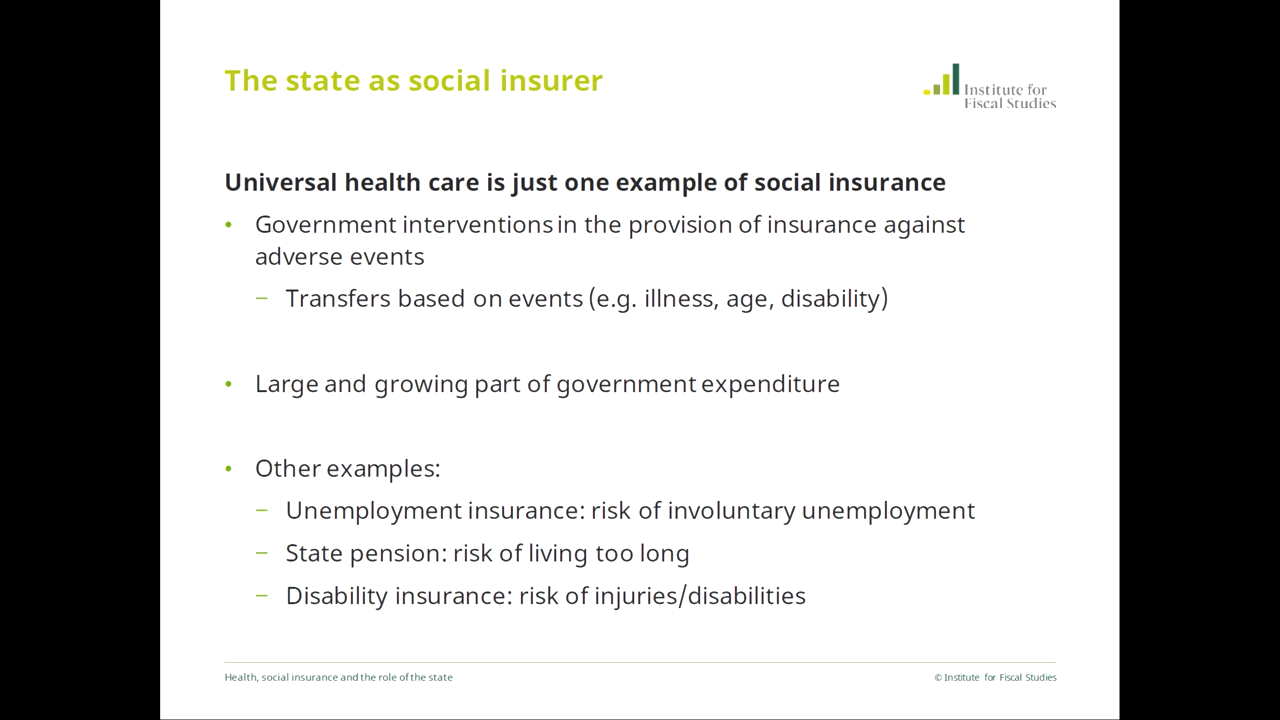 The state as social insurer
Institute for
Fiscal Studies
Universal health care is just one example of social insurance
• Government interventions in the provision of insurance against
adverse events
– Transfers based on events (e.g. illness, age, disability)
• Large and growing part of government expenditure
• Other examples:
– Unemployment insurance: risk of involuntary unemployment
– State pension: risk of living too long
– Disability insurance: risk of injuries/disabilities
Health, social insurance and the role of the state
© Institute for Fiscal Studies